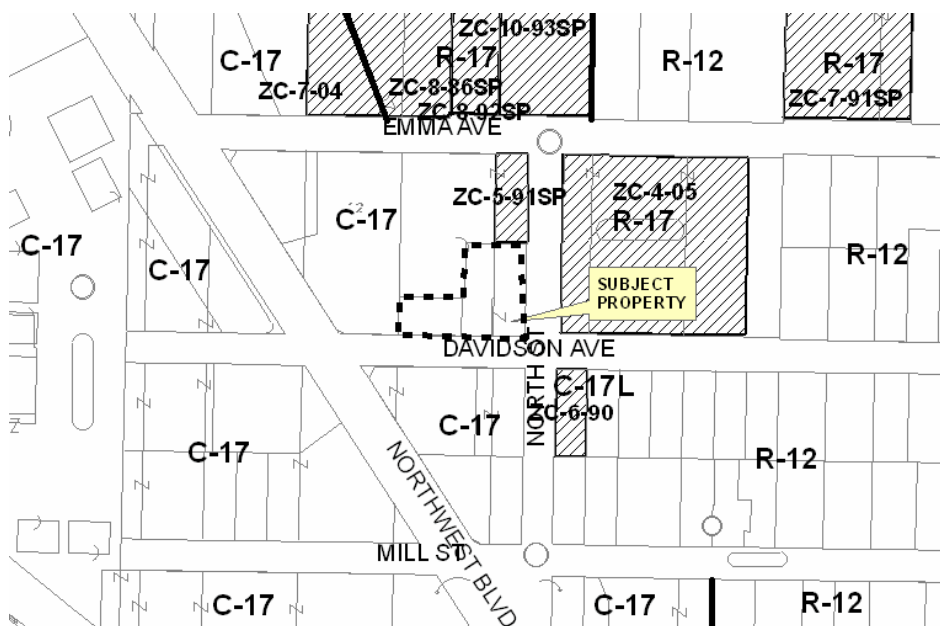 ZC-10-93SP
C-17
R-17
R-12
R-17
ZC-7-04
ZC-8-86SP
ZC-7-91SP
ZC-8-92SP
EMMA AVE
ZC-5-91SP
ZC-4-05
C-17
R-17
C-17
C-17
R-12
SUBJECT
PROPERTY
DAVIDSON AVE
NORTH ST
C-17L
ZC-6-90
C-17
C-17
R-12
NORTHWEST BLVD
MILL ST
C-17
C-17
R-12